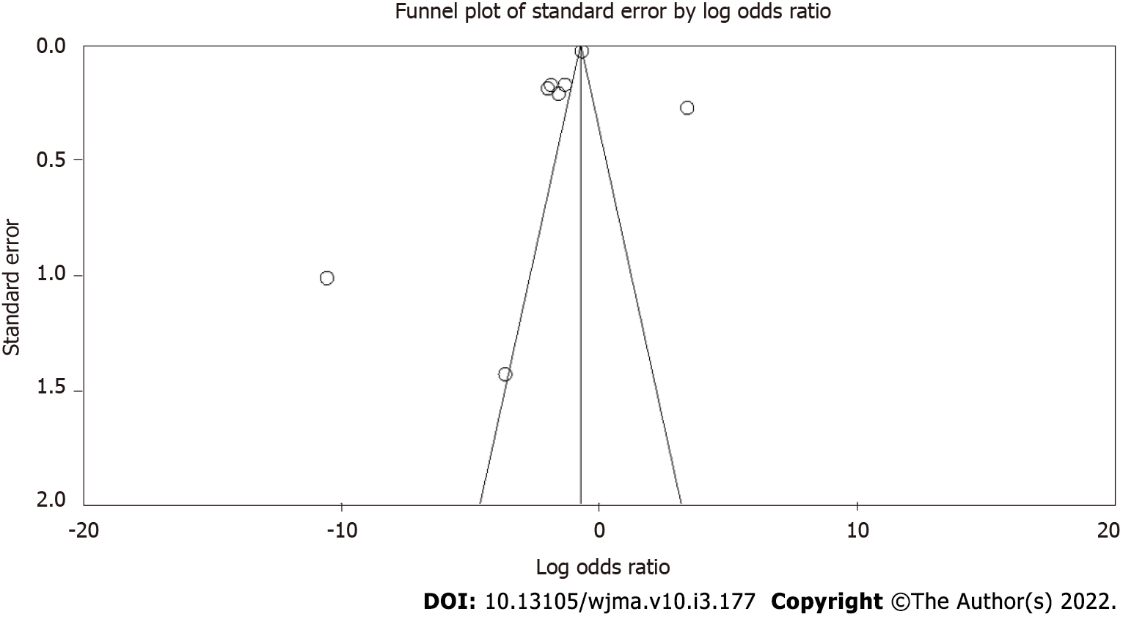 Funnel plot of standard error by log odds ratio
Standard error
0.0
0.5
1.0
1.5
2.0
-20
-10
0
10
20
Log odds ratio
DOI: 10.13105/wjma.v10.i3.177 Copyright ©The Author(s) 2022.